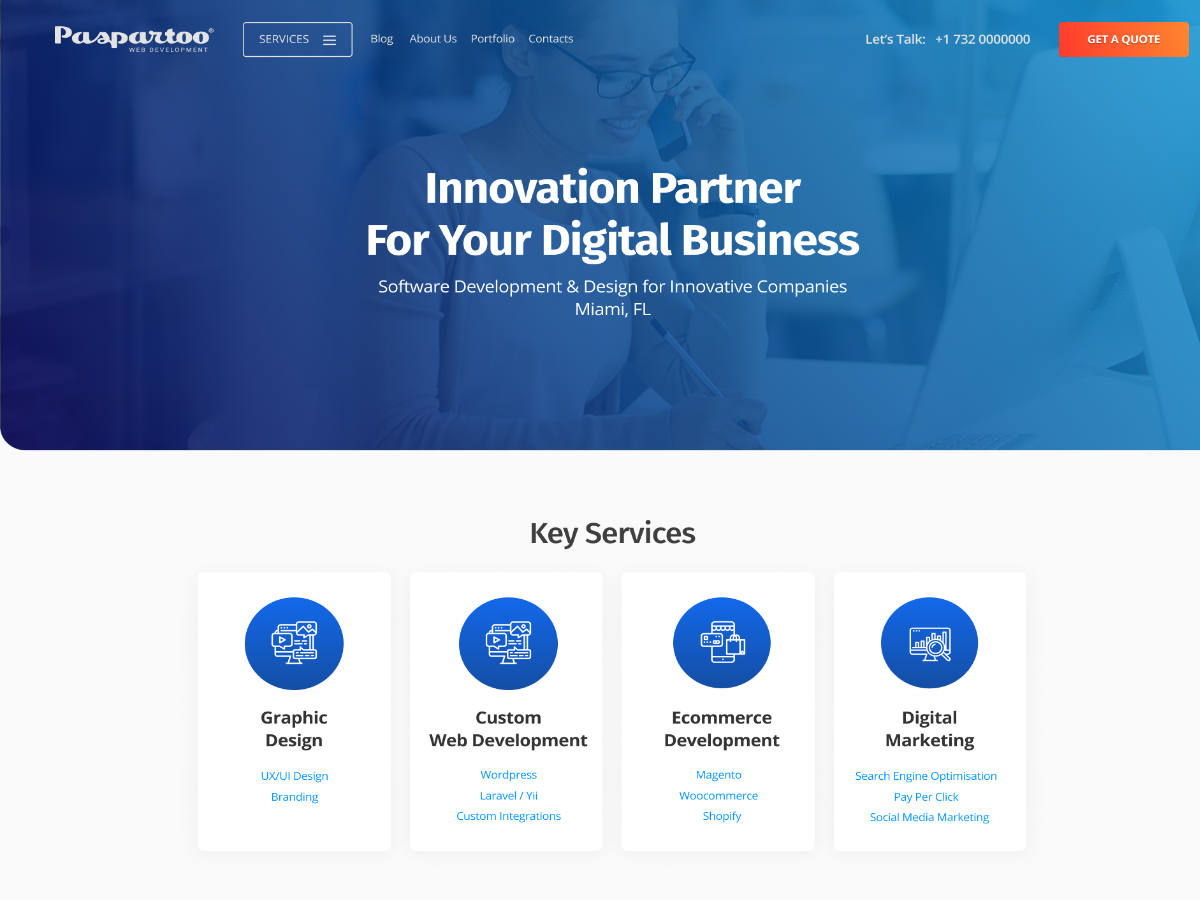 Paspartoo®
WEB DEVELOPMENT
SERVICES
Blog About Us Portfolio Contacts
Let's Talk: +1 732 0000000
GET A QUOTE
Innovation Partner
For Your Digital Business
Software Development & Design for Innovative Companies
Miami, FL
Key Services
Graphic
Design
UX/UI Design
Branding
Custom
Web Development
Wordpress
Laravel / Yii
Custom Integrations
Ecommerce
Development
Magento
Woocommerce
Shopify
Digital
Marketing
Search Engine Optimisation
Pay Per Click
Social Media Marketing